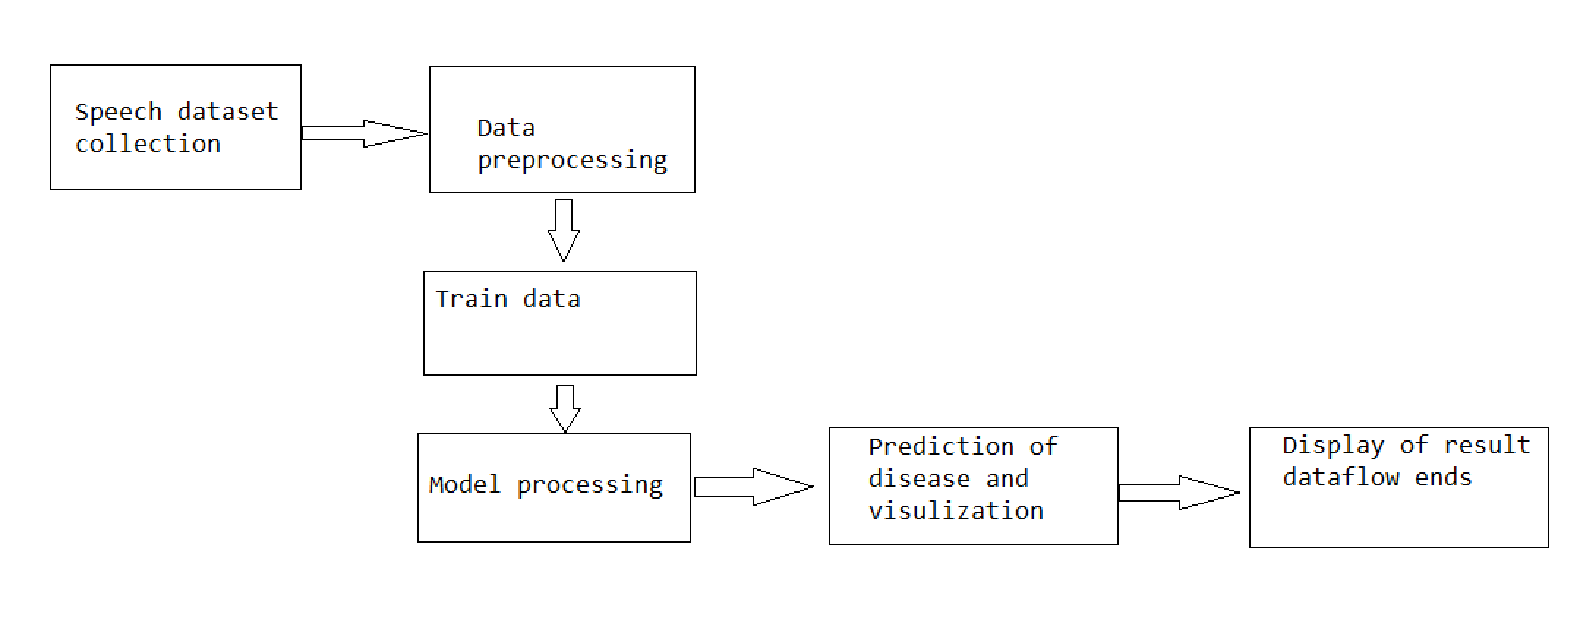 Speech dataset
collection
Data
preprocessing
Train data
Model processing
Prediction of
disease and
visulization
Display of result
dataflow ends